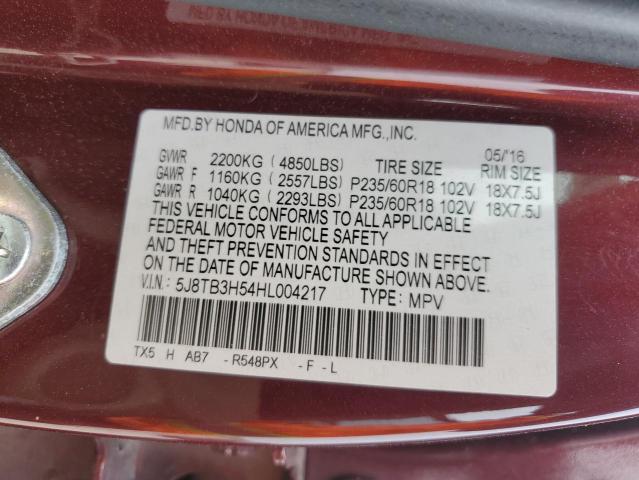 MFD.BY HONDA OF AMERICA MFG.,INC.
05/'16
GVWR 2200KG (4850LBS) TIRE SIZE RIM SIZE
GAWR F 1160KG (2557LBS) P235/60R18 102V 18X7.5J
GAWR R 1040KG (2293LBS) P235/60R18 102V 18X7.5J
THIS VEHICLE CONFORMS TO ALL APPLICABLE
FEDERAL MOTOR VEHICLE SAFETY
AND THEFT PREVENTION STANDARDS IN EFFECT
ON THE DATE OF MANUFACTURE SHOWN ABOVE.
V.I.N.: 5J8TB3H54HL004217 TYPE: MPV
TX5 H AB7 - R548PX - F - L